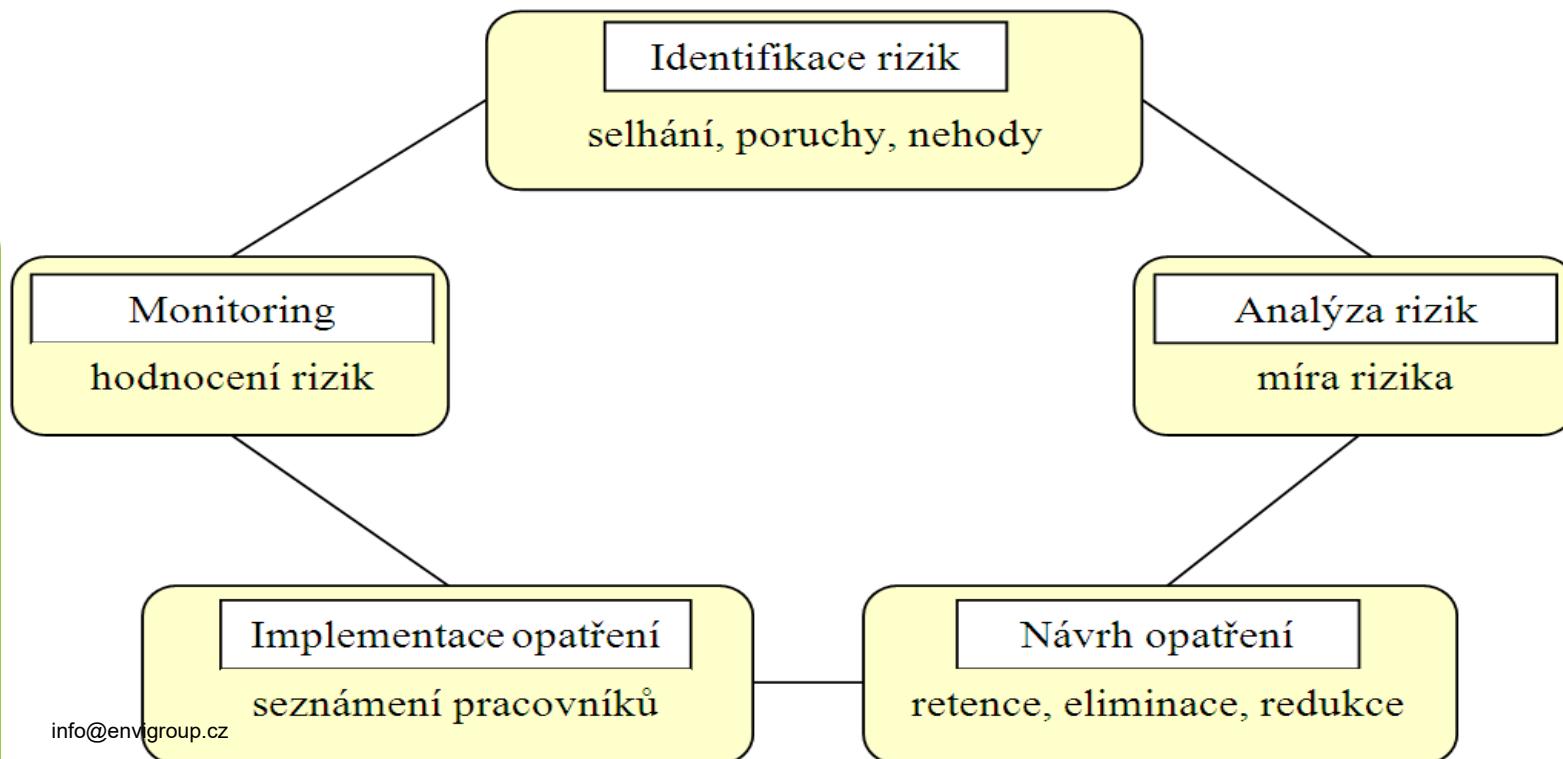 Identifikace rizik
selhání, poruchy, nehody
Monitoring
hodnocení rizik
Analýza rizik
míra rizika
Implementace opatření
seznámení pracovníků
Návrh opatření
retence, eliminace, redukce
info@envigroup.cz